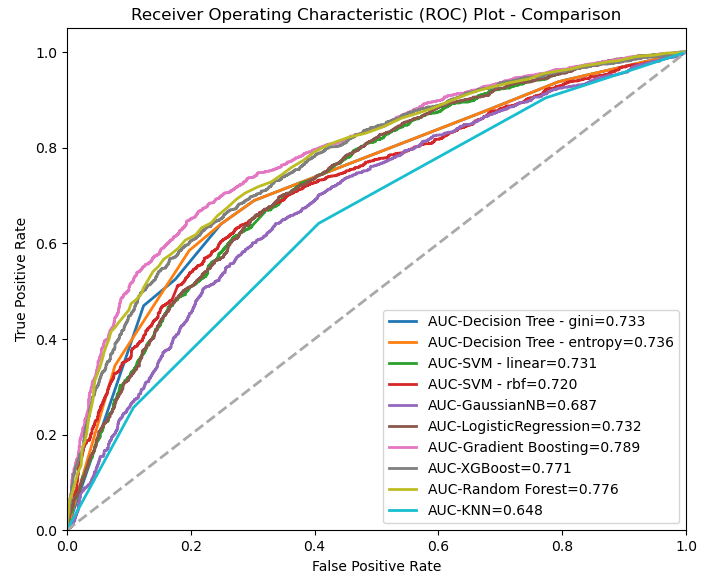 Receiver Operating Characteristic (ROC) Plot - Comparison
True Positive Rate
1.0
0.8
0.6
0.4
0.2
0.0
AUC-Decision Tree - gini=0.733
AUC-Decision Tree - entropy=0.736
AUC-SVM - linear=0.731
AUC-SVM - rbf=0.720
AUC-GaussianNB=0.687
AUC-LogisticRegression=0.732
AUC-Gradient Boosting=0.789
AUC-XGBoost=0.771
AUC-Random Forest=0.776
AUC-KNN=0.648
0.0 0.2 0.4 0.6 0.8 1.0
False Positive Rate